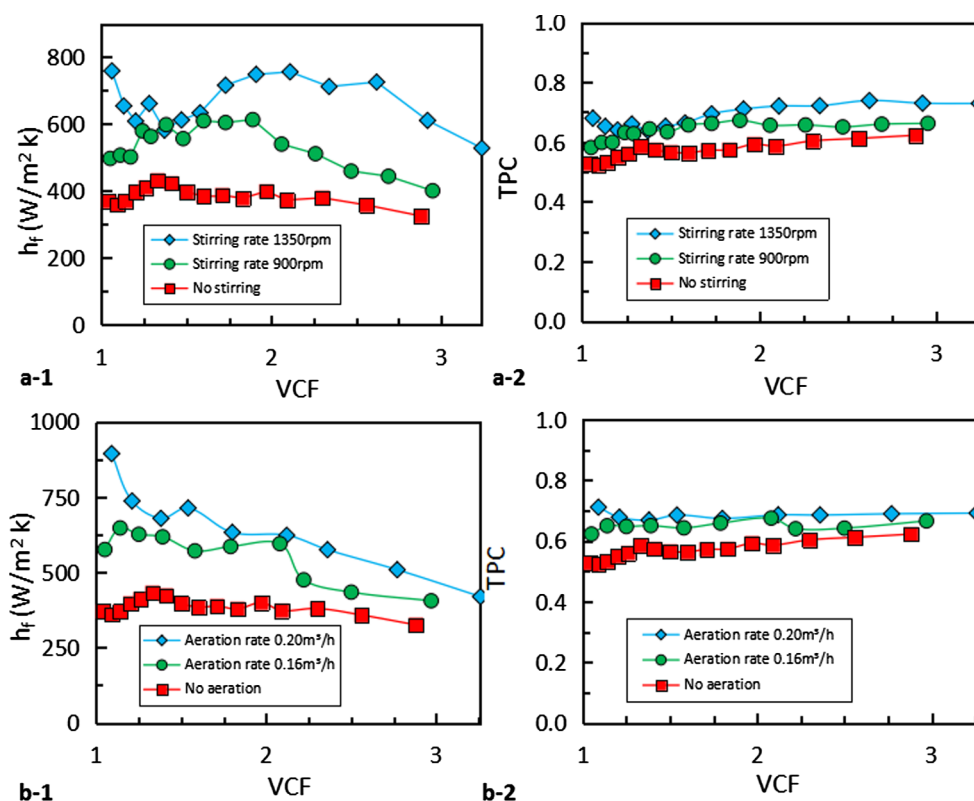 800
600
400
200
0
h_f (W/m² k)
Stirring rate 1350rpm
Stirring rate 900rpm
No stirring
1
2
3
VCF
a-1
1.0
0.8
0.6
0.4
0.2
0.0
TPC
Stirring rate 1350rpm
Stirring rate 900rpm
No stirring
1
2
3
VCF
a-2
1000
750
500
250
0
h_f (W/m² k)
Aeration rate 0.20m³/h
Aeration rate 0.16m³/h
No aeration
1
2
3
VCF
b-1
1.0
0.8
0.6
0.4
0.2
0.0
TPC
Aeration rate 0.20m³/h
Aeration rate 0.16m³/h
No aeration
1
2
3
VCF
b-2